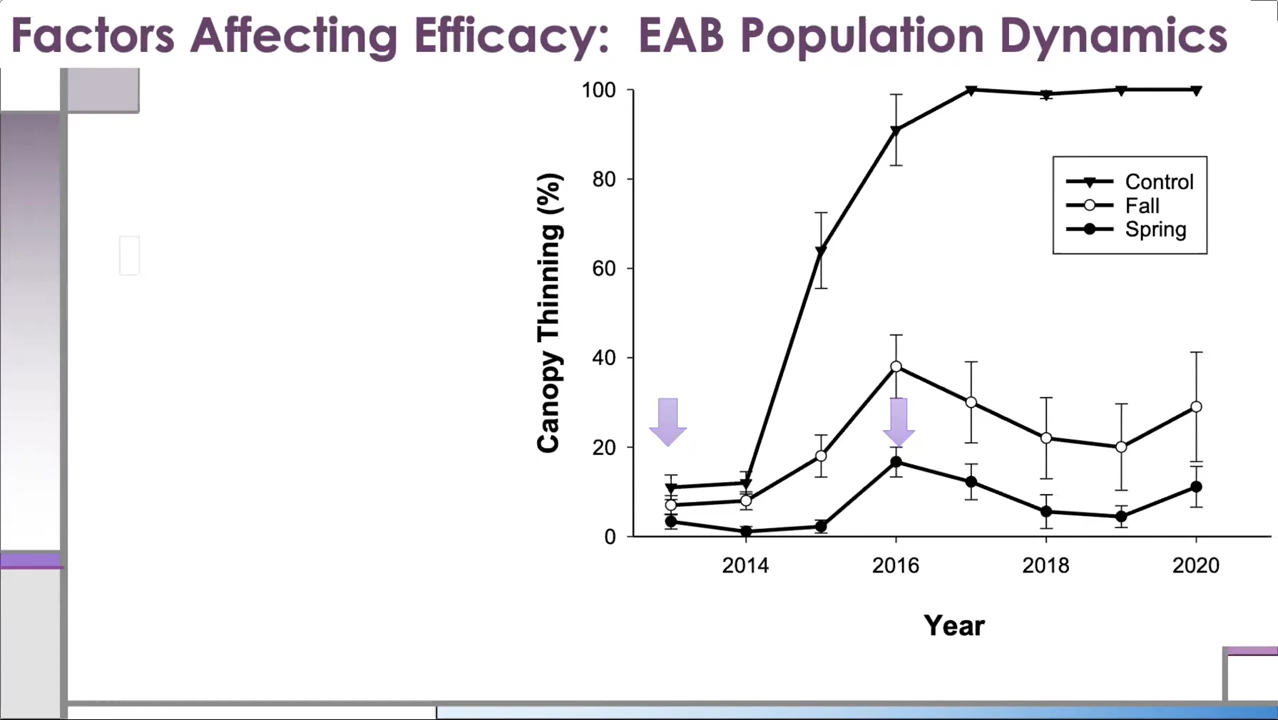 Factors Affecting Efficacy: EAB Population Dynamics
100
80
60
40
20
0
Canopy Thinning (%)
Control
Fall
Spring
2014 2016 2018 2020
Year